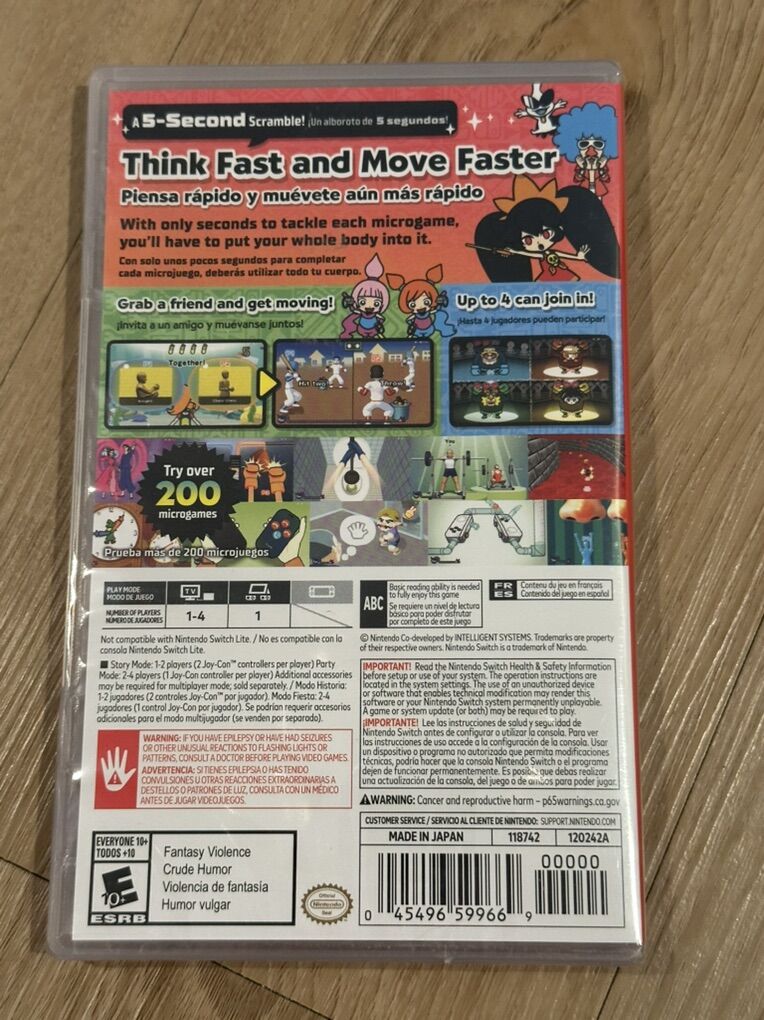 A 5-Second Scramble! ¡Un alboroto de 5 segundos!
Think Fast and Move Faster
Piensa rápido y muévete aún más rápido
With only seconds to tackle each microgame,
you'll have to put your whole body into it.
Con solo unos pocos segundos para completar
cada microjuego, deberás utilizar todo tu cuerpo.
Grab a friend and get moving!
¡Invita a un amigo y muévanse juntos!
Up to 4 can join in!
¡Hasta 4 jugadores pueden participar!
Together!
Hit two!
Throw!
You
Try over
200
microgames
Prueba más de 200 microjuegos
PLAY MODE
MODO DE JUEGO
TV
NUMBER OF PLAYERS
NÚMERO DE JUGADORES
1-4
1
ABC
Basic reading ability is needed
to fully enjoy this game
Se requiere un nivel de lectura
básico para poder disfrutar
por completo de este juego
FR
ES
Contenu du jeu en français
Contenido del juego en español
Not compatible with Nintendo Switch Lite. / No es compatible con la
consola Nintendo Switch Lite.
■ Story Mode: 1-2 players (2 Joy-Con™ controllers per player) Party
Mode: 2-4 players (1 Joy-Con controller per player) Additional accessories
may be required for multiplayer mode; sold separately. / Modo Historia:
1-2 jugadores (2 controles Joy-Con™ por jugador). Modo Fiesta: 2-4
jugadores (1 control Joy-Con por jugador). Se podrían requerir accesorios
adicionales para el modo multijugador (se venden por separado).
© Nintendo Co-developed by INTELLIGENT SYSTEMS. Trademarks are property
of their respective owners. Nintendo Switch is a trademark of Nintendo.
IMPORTANT! Read the Nintendo Switch Health & Safety Information
before setup or use of your system. The operation instructions are
located in the system settings. The use of an unauthorized device
or software that enables technical modification may render this
software or your Nintendo Switch system permanently unplayable.
A game or system update (or both) may be required to play.
¡IMPORTANTE! Lee las instrucciones de salud y seguridad de
Nintendo Switch antes de configurar o utilizar la consola. Para ver
las instrucciones de uso accede a la configuración de la consola. Usar
un dispositivo o programa no autorizado que permita modificaciones
técnicas, podría hacer que la consola Nintendo Switch o el programa
dejen de funcionar permanentemente. Es posible que debas realizar
una actualización de la consola, del juego o de ambos para poder jugar.
WARNING: IF YOU HAVE EPILEPSY OR HAVE HAD SEIZURES
OR OTHER UNUSUAL REACTIONS TO FLASHING LIGHTS OR
PATTERNS, CONSULT A DOCTOR BEFORE PLAYING VIDEO GAMES.
ADVERTENCIA: SI TIENES EPILEPSIA O HAS TENIDO
CONVULSIONES U OTRAS REACCIONES EXTRAORDINARIAS A
DESTELLOS O PATRONES DE LUZ, CONSULTA CON UN MÉDICO
ANTES DE JUGAR VIDEOJUEGOS.
WARNING: Cancer and reproductive harm – p65warnings.ca.gov
CUSTOMER SERVICE / SERVICIO AL CLIENTE DE NINTENDO: SUPPORT.NINTENDO.COM
MADE IN JAPAN
118742
120242A
EVERYONE 10+
TODOS +10
E
10+
ESRB
Fantasy Violence
Crude Humor
Violencia de fantasía
Humor vulgar
Official
Nintendo
Seal
00000
0 45496 59966 9